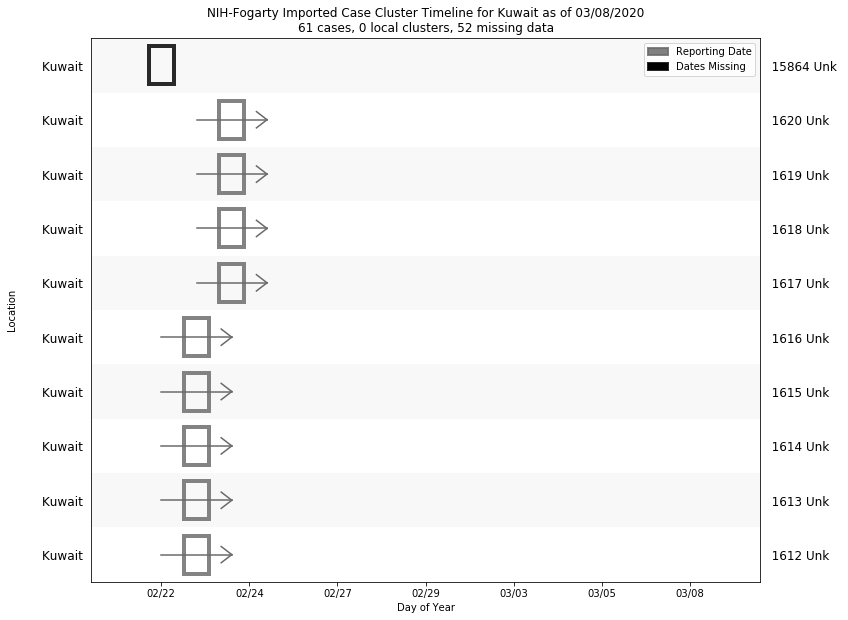 NIH-Fogarty Imported Case Cluster Timeline for Kuwait as of 03/08/2020
61 cases, 0 local clusters, 52 missing data
Reporting Date
Dates Missing
Kuwait 15864 Unk
Kuwait 1620 Unk
Kuwait 1619 Unk
Kuwait 1618 Unk
Kuwait 1617 Unk
Kuwait 1616 Unk
Kuwait 1615 Unk
Kuwait 1614 Unk
Kuwait 1613 Unk
Kuwait 1612 Unk
Location
02/22 02/24 02/27 02/29 03/03 03/05 03/08
Day of Year